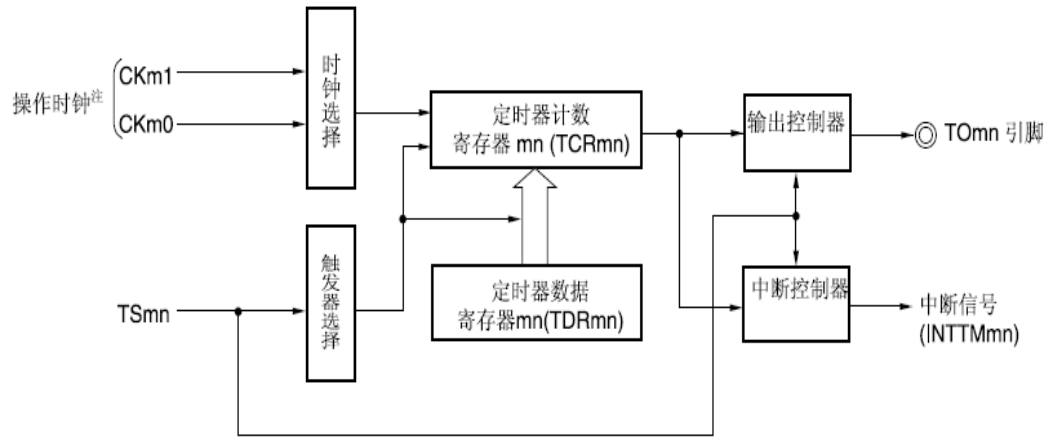 操作时钟注
CKm1
CKm0
时钟选择
定时器计数
寄存器 mn (TCRmn)
输出控制器
TOmn 引脚
TSmn
触发器选择
定时器数据
寄存器mn(TDRmn)
中断控制器
中断信号
(INTTMmn)